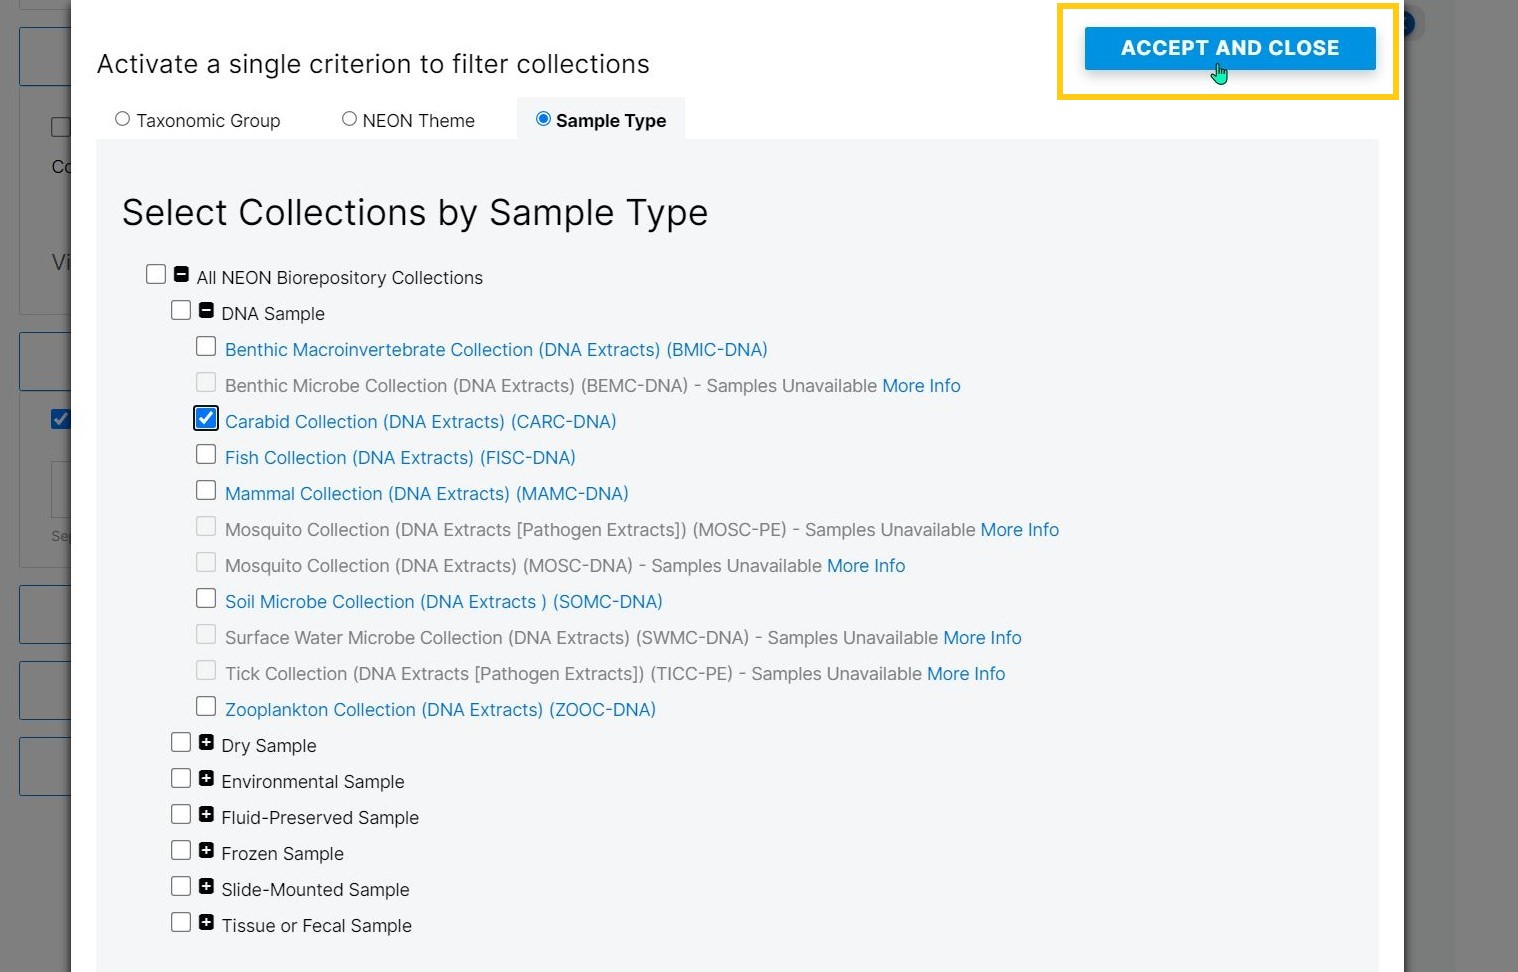 ACCEPT AND CLOSE
Activate a single criterion to filter collections
Taxonomic Group NEON Theme Sample Type
Select Collections by Sample Type
All NEON Biorepository Collections
DNA Sample
Benthic Macroinvertebrate Collection (DNA Extracts) (BMIC-DNA)
Benthic Microbe Collection (DNA Extracts) (BEMC-DNA) - Samples Unavailable More Info
Carabid Collection (DNA Extracts) (CARC-DNA)
Fish Collection (DNA Extracts) (FISC-DNA)
Mammal Collection (DNA Extracts) (MAMC-DNA)
Mosquito Collection (DNA Extracts [Pathogen Extracts]) (MOSC-PE) - Samples Unavailable More Info
Mosquito Collection (DNA Extracts) (MOSC-DNA) - Samples Unavailable More Info
Soil Microbe Collection (DNA Extracts ) (SOMC-DNA)
Surface Water Microbe Collection (DNA Extracts) (SWMC-DNA) - Samples Unavailable More Info
Tick Collection (DNA Extracts [Pathogen Extracts]) (TICC-PE) - Samples Unavailable More Info
Zooplankton Collection (DNA Extracts) (ZOOC-DNA)
Dry Sample
Environmental Sample
Fluid-Preserved Sample
Frozen Sample
Slide-Mounted Sample
Tissue or Fecal Sample